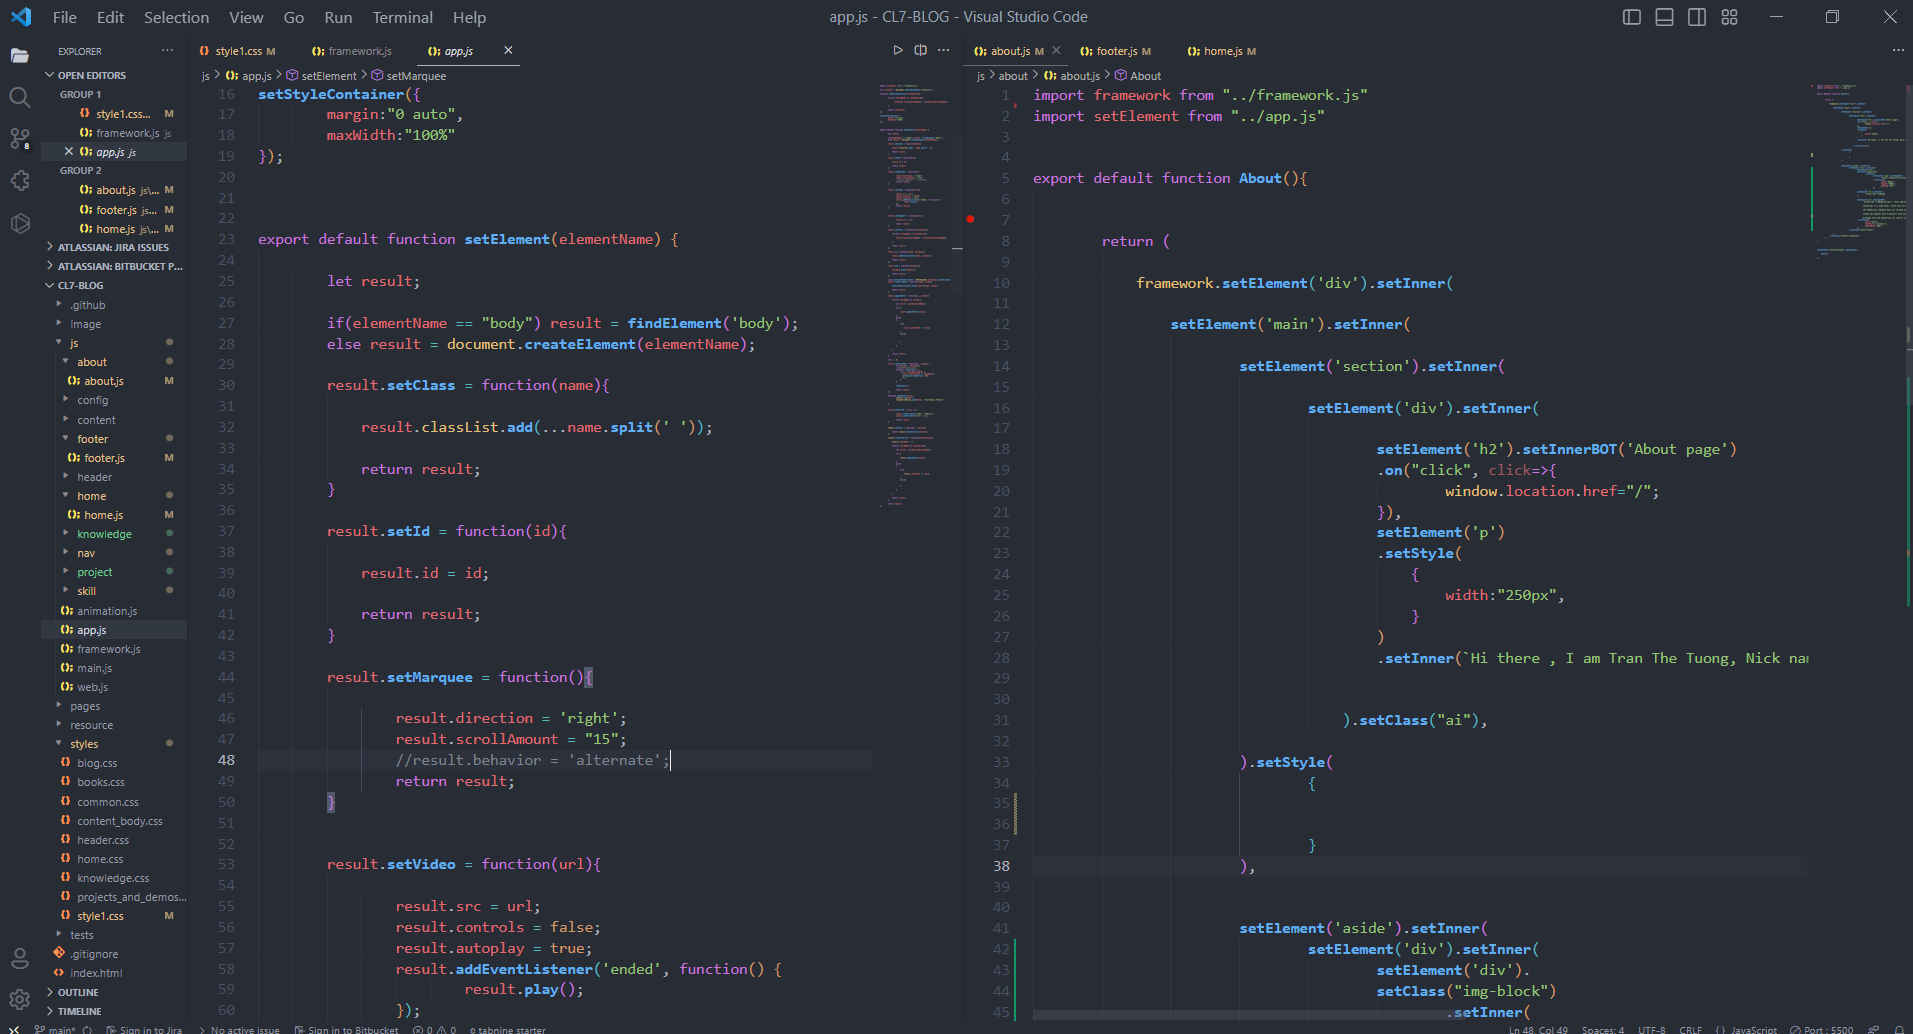 File Edit Selection View Go Run Terminal Help
app.js - CL7-BLOG - Visual Studio Code
EXPLORER
OPEN EDITORS
GROUP 1
style1.css... M
framework.js js
app.js js
GROUP 2
about.js js\... M
footer.js js... M
home.js js... M
ATLASSIAN: JIRA ISSUES
ATLASSIAN: BITBUCKET P...
CL7-BLOG
.github
image
js
about
about.js M
config
content
footer
footer.js M
header
home
home.js M
knowledge
nav
project
skill
animation.js
app.js
framework.js
main.js
web.js
pages
resource
styles
blog.css
books.css
common.css
content_body.css
header.css
home.css
knowledge.css
projects_and_demos...
style1.css M
tests
.gitignore
index.html
OUTLINE
TIMELINE
8
style1.css M
framework.js
app.js
js > app.js > setElement > setMarquee
16 setStyleContainer({
17 margin:"0 auto",
18 maxWidth:"100%"
19 });
20
21
22
23 export default function setElement(elementName) {
24
25 let result;
26
27 if(elementName == "body") result = findElement('body');
28 else result = document.createElement(elementName);
29
30 result.setClass = function(name){
31
32 result.classList.add(...name.split(' '));
33
34 return result;
35 }
36
37 result.setId = function(id){
38
39 result.id = id;
40
41 return result;
42 }
43
44 result.setMarquee = function(){
45
46 result.direction = 'right';
47 result.scrollAmount = "15";
48 //result.behavior = 'alternate';
49 return result;
50 }
51
52
53 result.setVideo = function(url){
54
55 result.src = url;
56 result.controls = false;
57 result.autoplay = true;
58 result.addEventListener('ended', function() {
59 result.play();
60 });
about.js M
footer.js M
home.js M
js > about > about.js > About
1 import framework from "../framework.js"
2 import setElement from "../app.js"
3
4
5 export default function About(){
6
7
8 return (
9
10 framework.setElement('div').setInner(
11
12 setElement('main').setInner(
13
14 setElement('section').setInner(
15
16 setElement('div').setInner(
17
18 setElement('h2').setInnerBOT('About page')
19 .on("click", click=>{
20 window.location.href="/";
21 }),
22 setElement('p')
23 .setStyle(
24 {
25 width:"250px",
26 }
27 )
28 .setInner(`Hi there , I am Tran The Tuong, Nick nam
29
30
31 ).setClass("ai"),
32
33 ).setStyle(
34 {
35
36
37 }
38 ),
39
40
41 setElement('aside').setInner(
42 setElement('div').setInner(
43 setElement('div').
44 setClass("img-block")
45 .setInner(
main* Sign in to Jira No active issue Sign in to Bitbucket 0 0 tabnine starter
Ln 48, Col 49 Spaces: 4 UTF-8 CRLF {} JavaScript Port : 5500